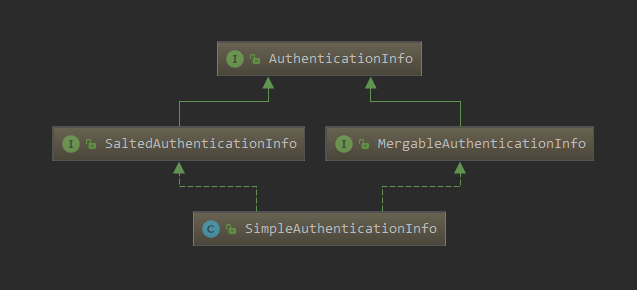 I AuthenticationInfo
I SaltedAuthenticationInfo
I MergableAuthenticationInfo
C SimpleAuthenticationInfo